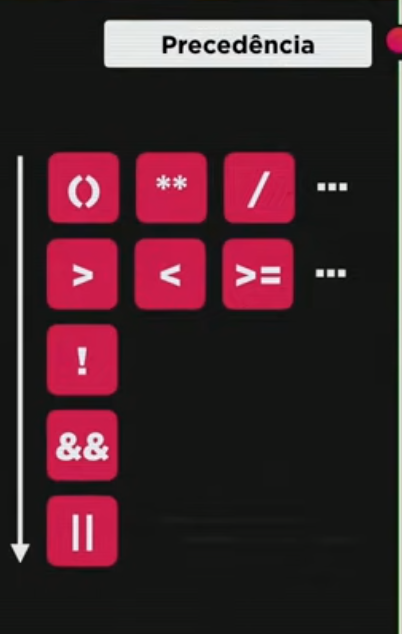 Precedência
() ** / ...
> < >= ...
!
&&
||